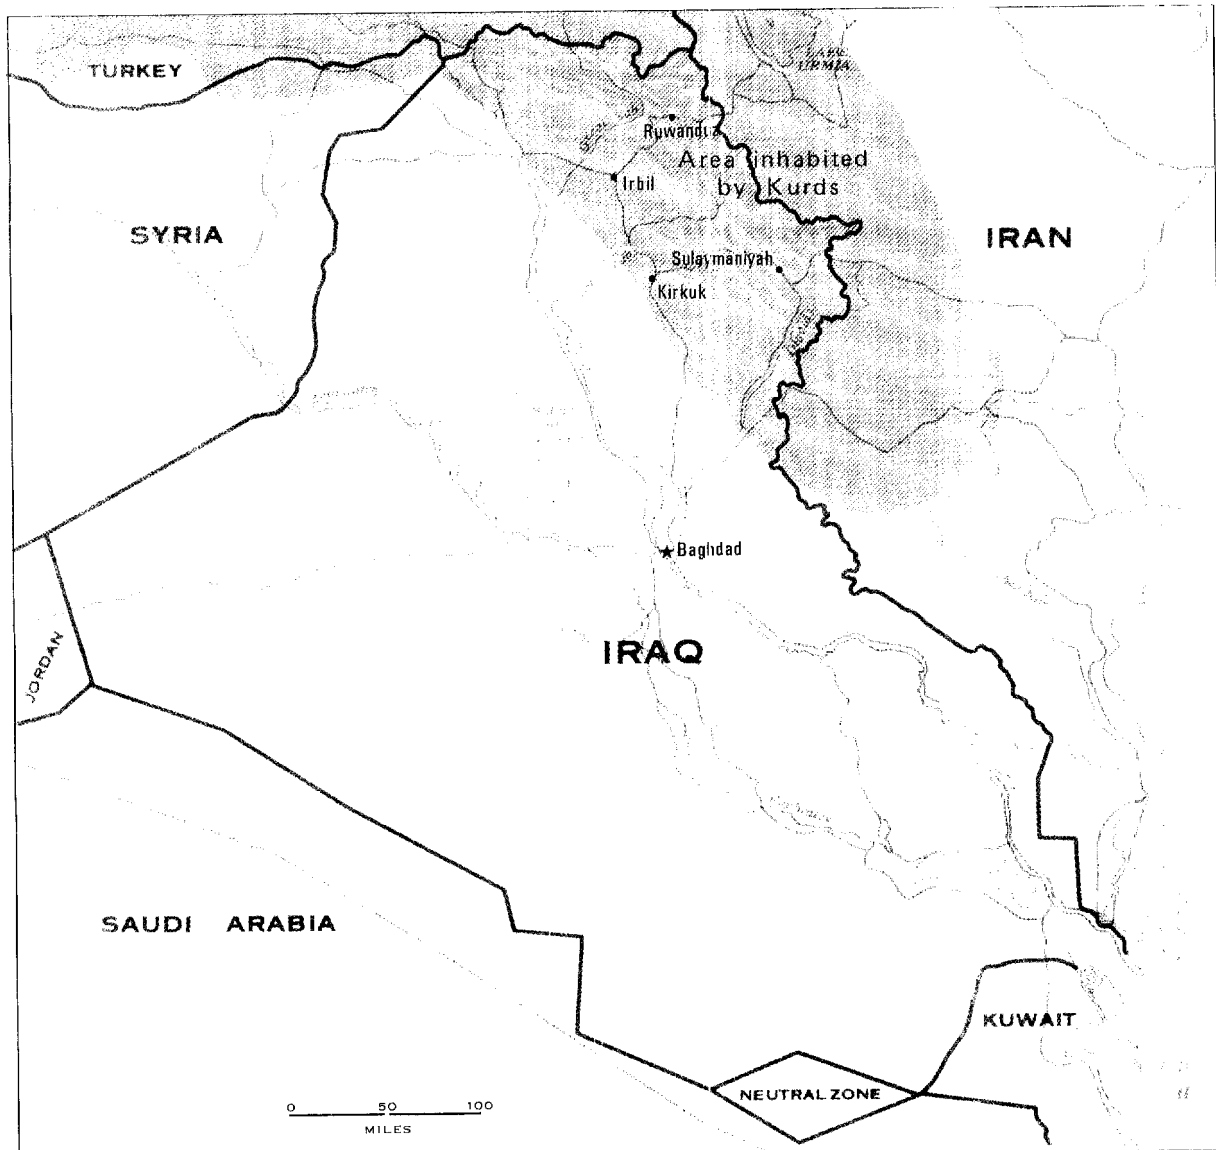 TURKEY
URMIA
Ruwandiz
Area inhabited
by Kurds
Irbil
SYRIA
IRAN
Sulaymaniyah
Kirkuk
Baghdad
IRAQ
JORDAN
SAUDI ARABIA
KUWAIT
NEUTRAL ZONE
0 50 100
MILES